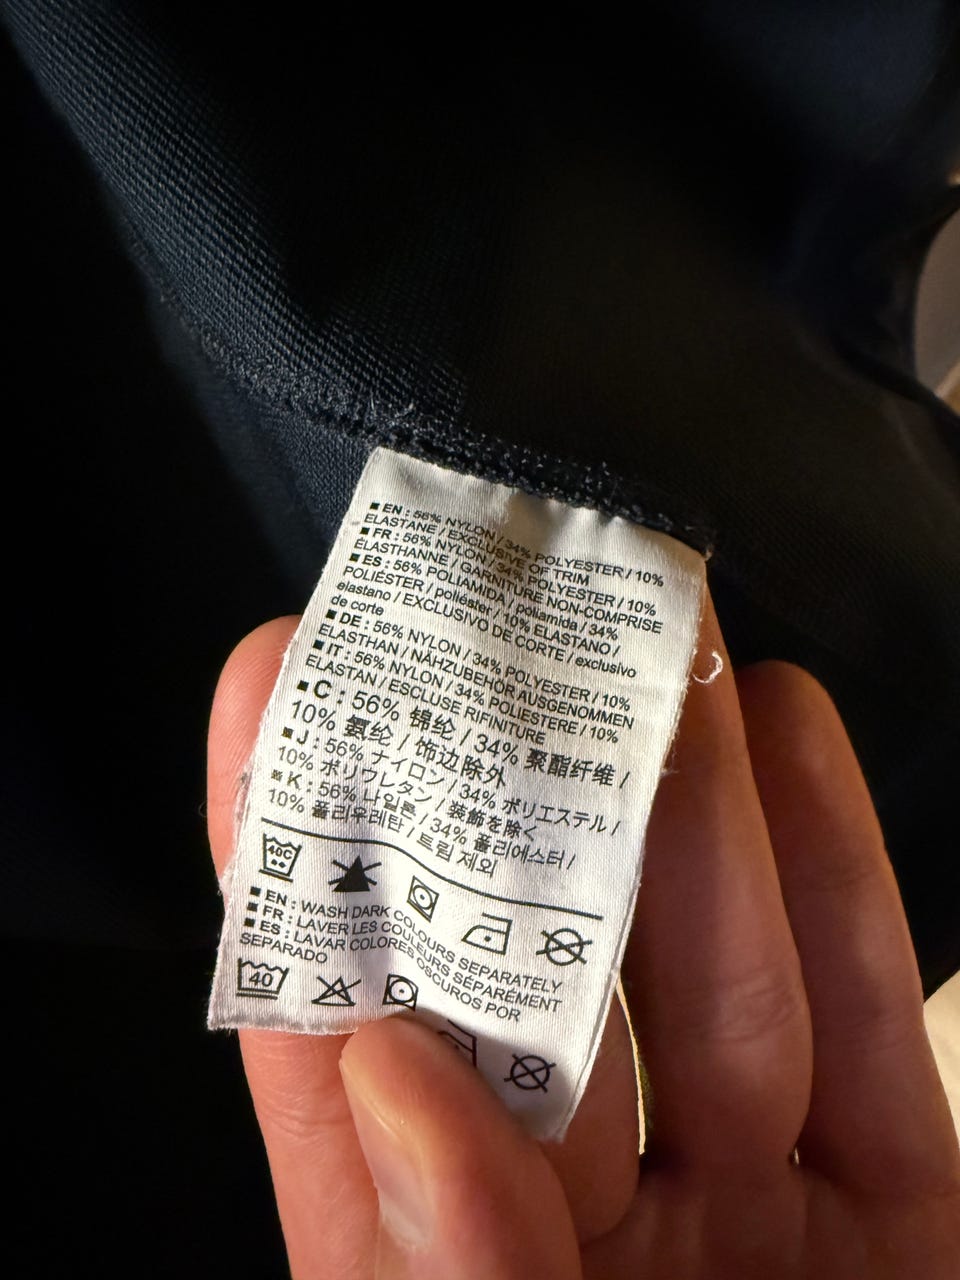 ■ EN : 56% NYLON / 34% POLYESTER / 10%
ELASTANE / EXCLUSIVE OF TRIM
■ FR : 56% NYLON / 34% POLYESTER / 10%
ÉLASTHANNE / GARNITURE NON-COMPRISE
■ ES : 56% POLIAMIDA / poliamida / 34%
POLIÉSTER / poliéster / 10% ELASTANO /
elastano / EXCLUSIVO DE CORTE / exclusivo
de corte
■ DE : 56% NYLON / 34% POLYESTER / 10%
ELASTHAN / NÄHZUBEHÖR AUSGENOMMEN
■ IT : 56% NYLON / 34% POLIESTERE / 10%
ELASTAN / ESCLUSE RIFINITURE
■ C : 56% 锦纶 / 34% 聚酯纤维 /
10% 氨纶 / 饰边除外
■ J : 56% ナイロン / 34% ポリエステル /
10% ポリウレタン / 装飾を除く
■ K : 56% 나일론 / 34% 폴리에스터 /
10% 폴리우레탄 / 트림 제외
40C
■ EN : WASH DARK COLOURS SEPARATELY
■ FR : LAVER LES COULEURS SÉPARÉMENT
■ ES : LAVAR COLORES OSCUROS POR
SEPARADO
40